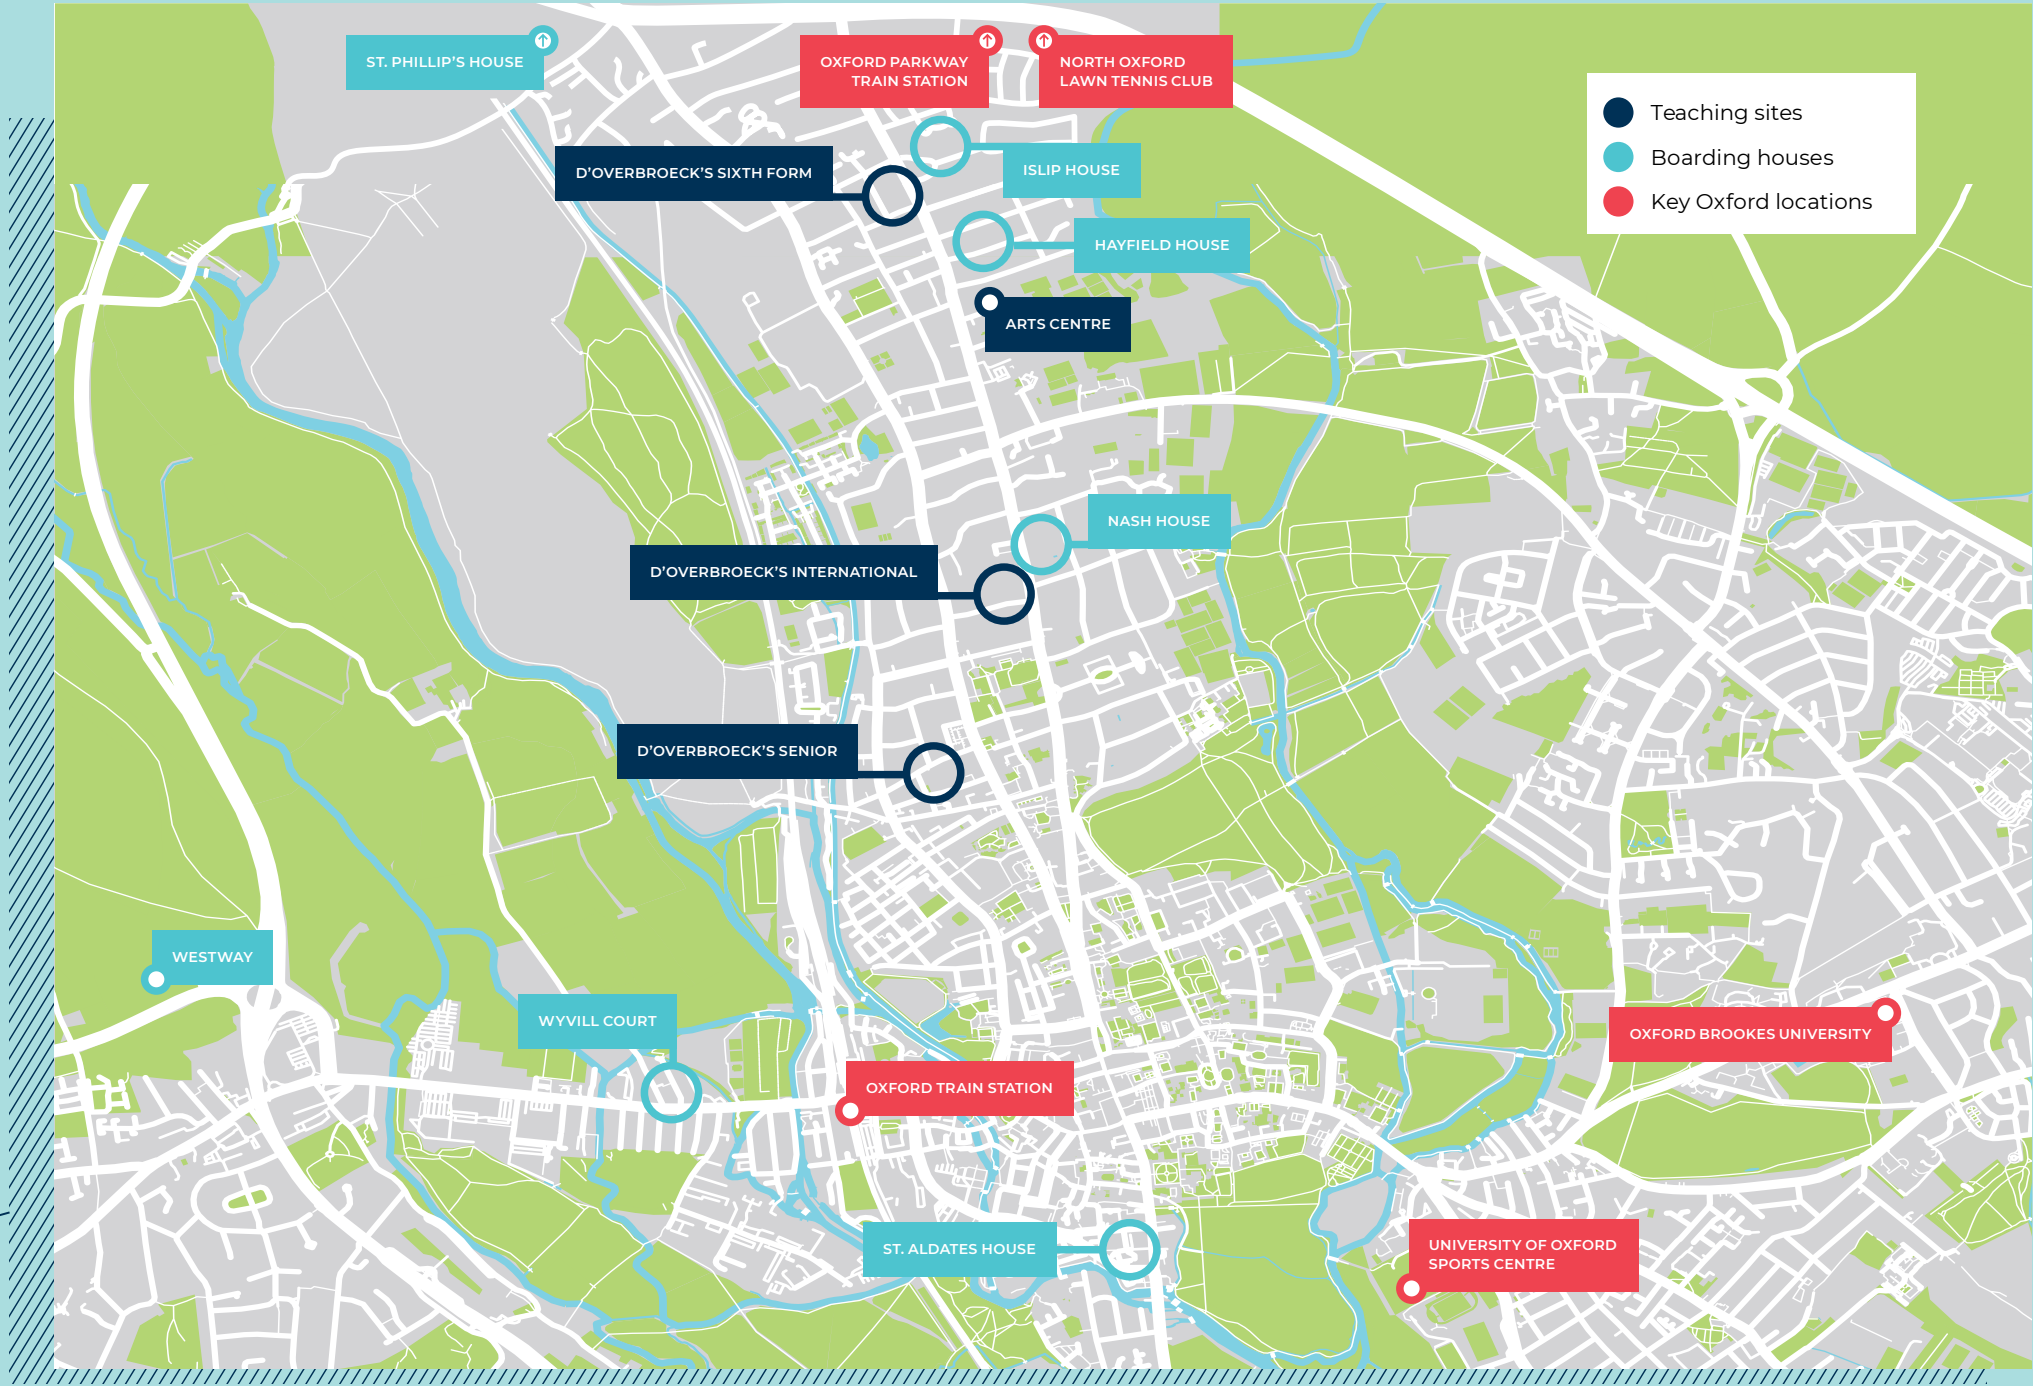 ST. PHILLIP’S HOUSE
OXFORD PARKWAY
TRAIN STATION
NORTH OXFORD
LAWN TENNIS CLUB
Teaching sites
Boarding houses
Key Oxford locations
D’OVERBROECK’S SIXTH FORM
ISLIP HOUSE
HAYFIELD HOUSE
ARTS CENTRE
NASH HOUSE
D’OVERBROECK’S INTERNATIONAL
D’OVERBROECK’S SENIOR
WESTWAY
WYVILL COURT
OXFORD BROOKES UNIVERSITY
OXFORD TRAIN STATION
ST. ALDATES HOUSE
UNIVERSITY OF OXFORD
SPORTS CENTRE